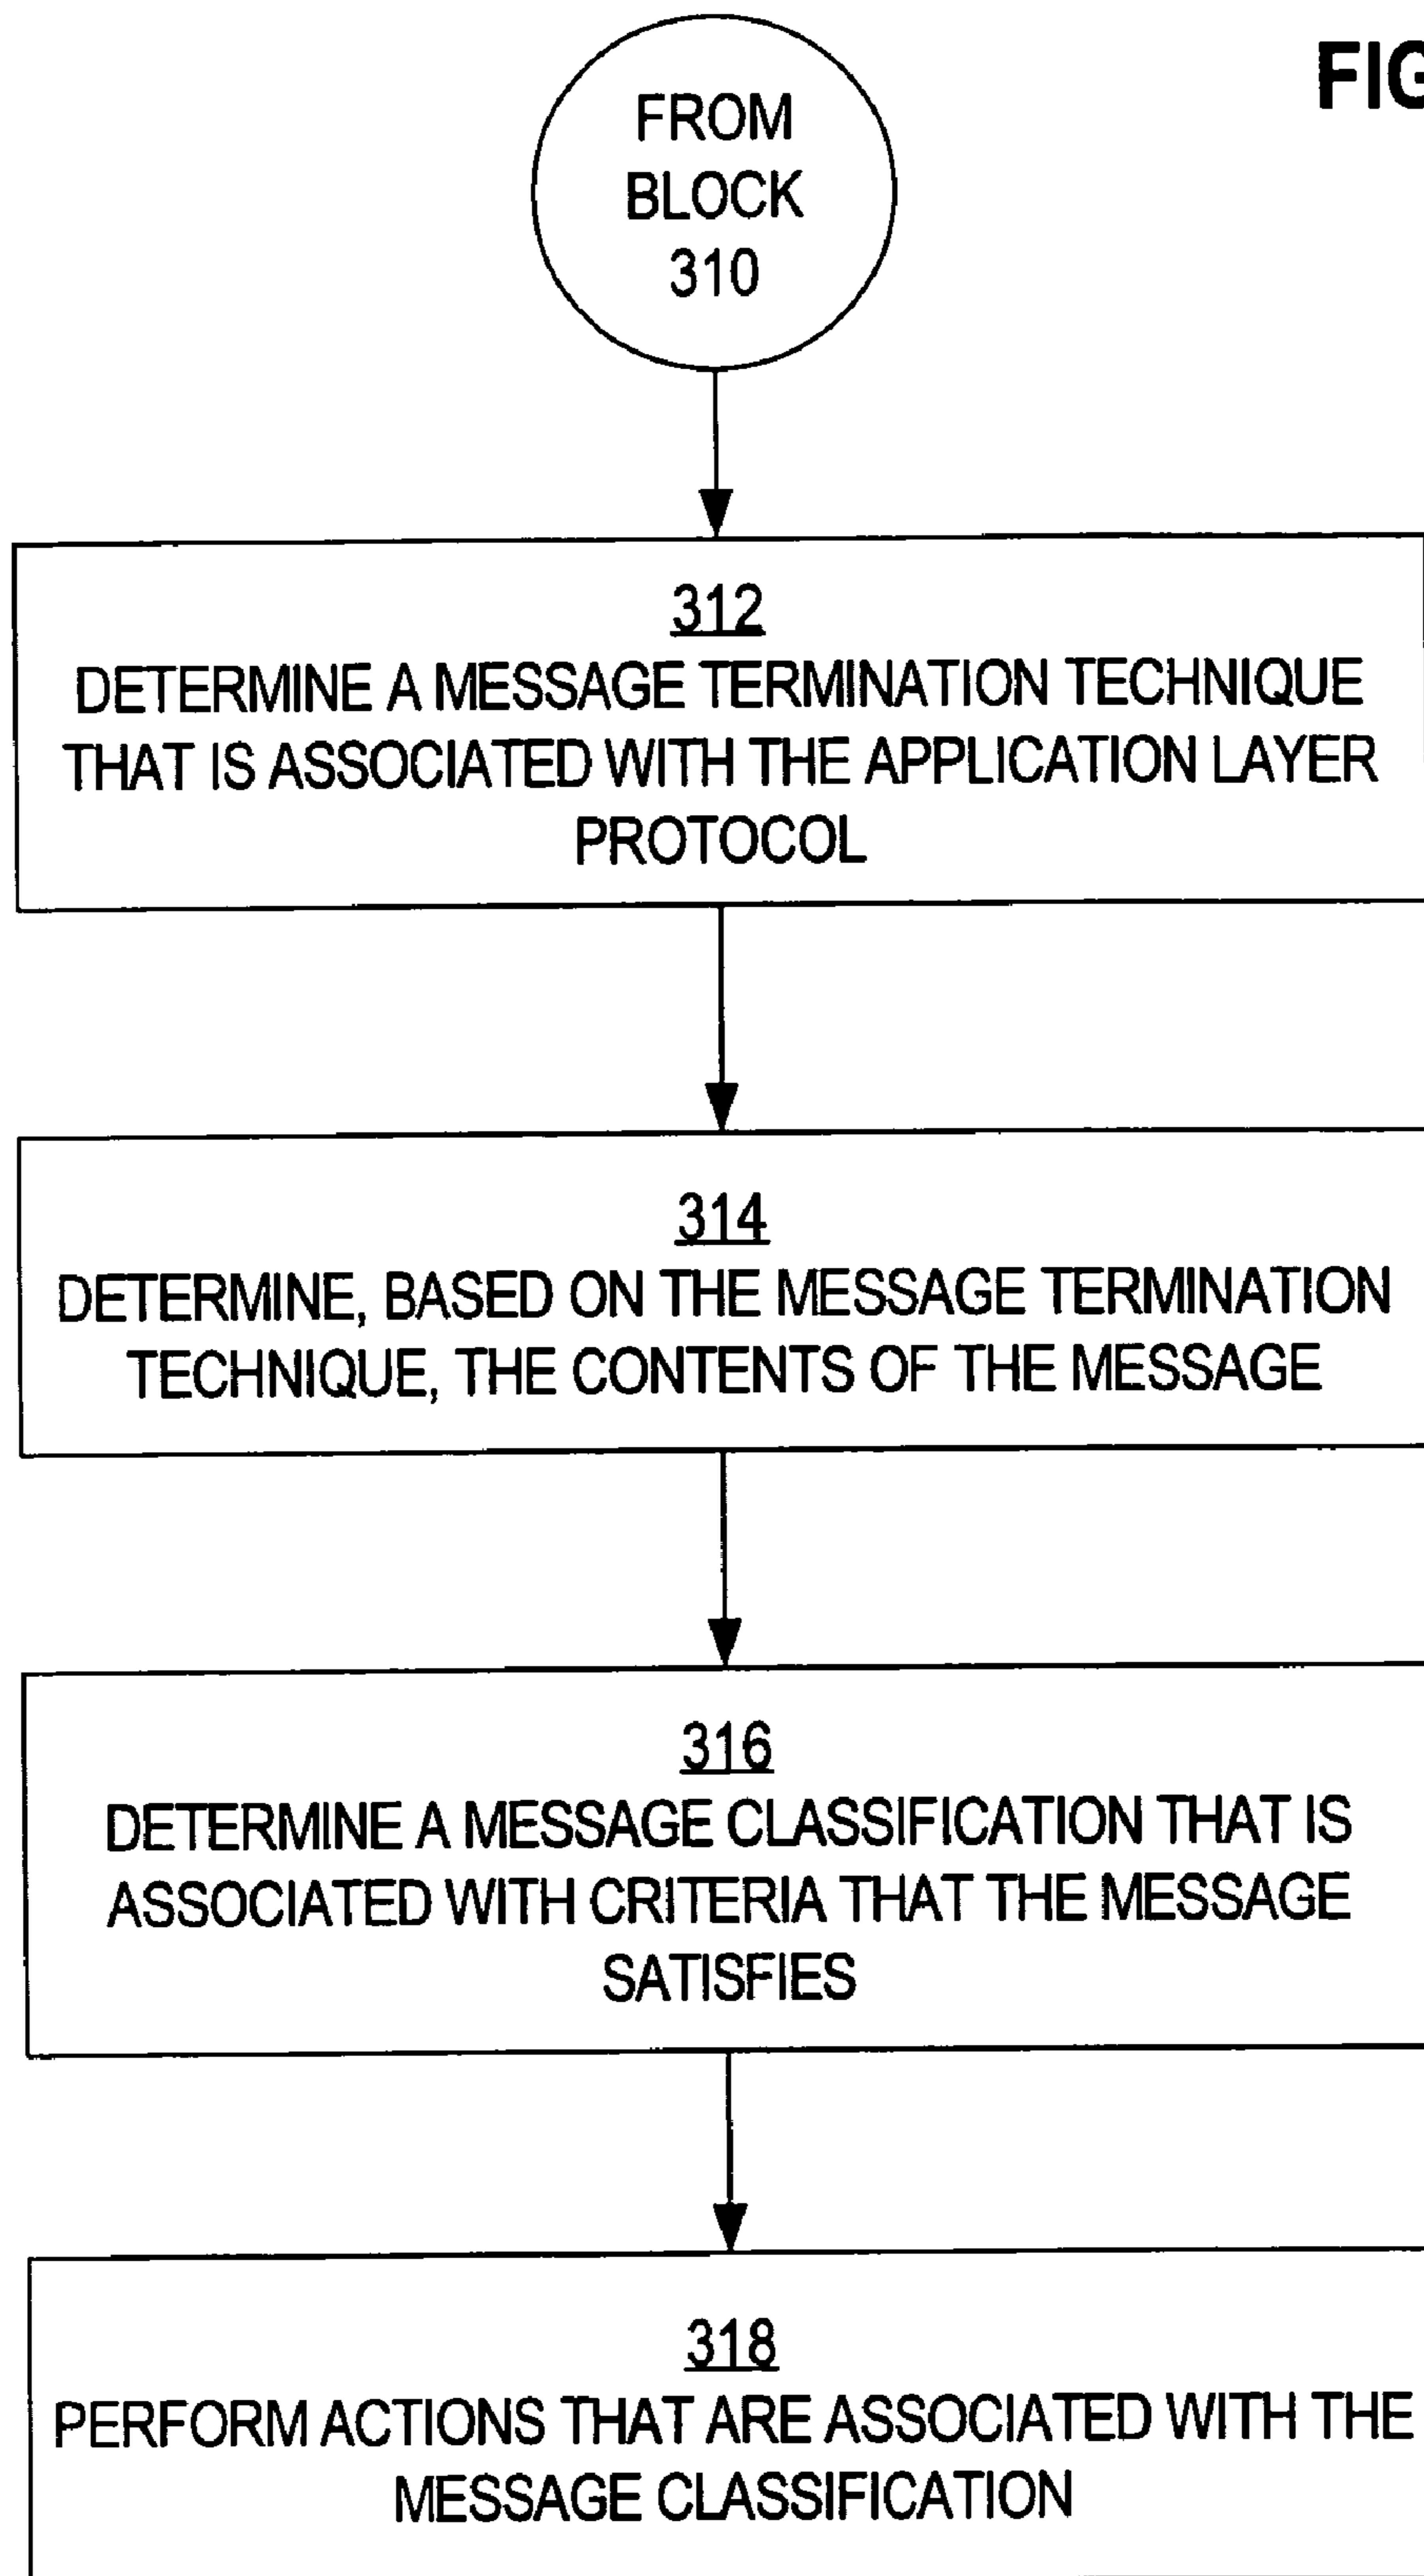 FIG
FROM
BLOCK
310
312
DETERMINE A MESSAGE TERMINATION TECHNIQUE
THAT IS ASSOCIATED WITH THE APPLICATION LAYER
PROTOCOL
314
DETERMINE, BASED ON THE MESSAGE TERMINATION
TECHNIQUE, THE CONTENTS OF THE MESSAGE
316
DETERMINE A MESSAGE CLASSIFICATION THAT IS
ASSOCIATED WITH CRITERIA THAT THE MESSAGE
SATISFIES
318
PERFORM ACTIONS THAT ARE ASSOCIATED WITH THE
MESSAGE CLASSIFICATION